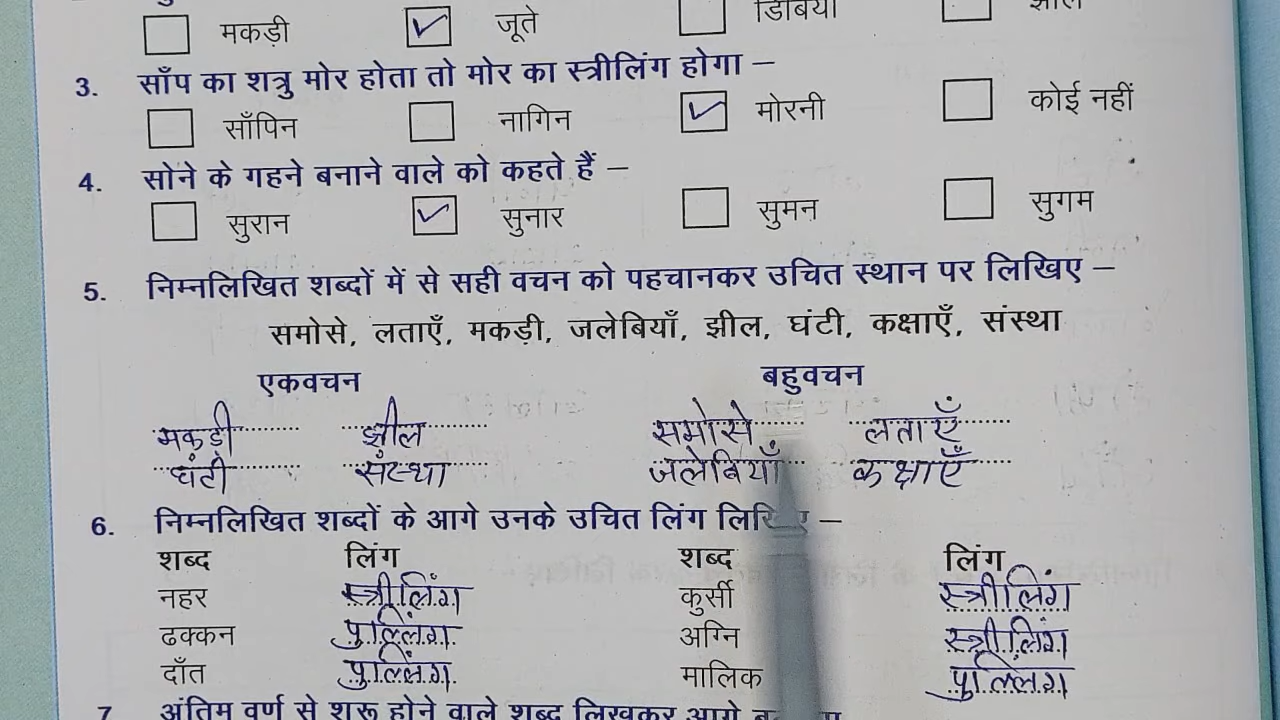 मकड़ी ✓ जूते डिबिया
3. साँप का शत्रु मोर होता तो मोर का स्त्रीलिंग होगा –
साँपिन नागिन ✓ मोरनी कोई नहीं
4. सोने के गहने बनाने वाले को कहते हैं –
सुरान ✓ सुनार सुमन सुगम
5. निम्नलिखित शब्दों में से सही वचन को पहचानकर उचित स्थान पर लिखिए –
समोसे, लताएँ, मकड़ी, जलेबियाँ, झील, घंटी, कक्षाएँ, संस्था
एकवचन बहुवचन
मकड़ी झील समोसे लताएँ
घंटी संस्था जलेबियाँ कक्षाएँ
6. निम्नलिखित शब्दों के आगे उनके उचित लिंग लिखिए –
शब्द लिंग शब्द लिंग
नहर स्त्रीलिंग कुर्सी स्त्रीलिंग
ढक्कन पुल्लिंग अग्नि स्त्रीलिंग
दाँत पुल्लिंग मालिक पुल्लिंग
7. अंतिम वर्ण से शुरू होने वाले शब्द लिखकर आगे